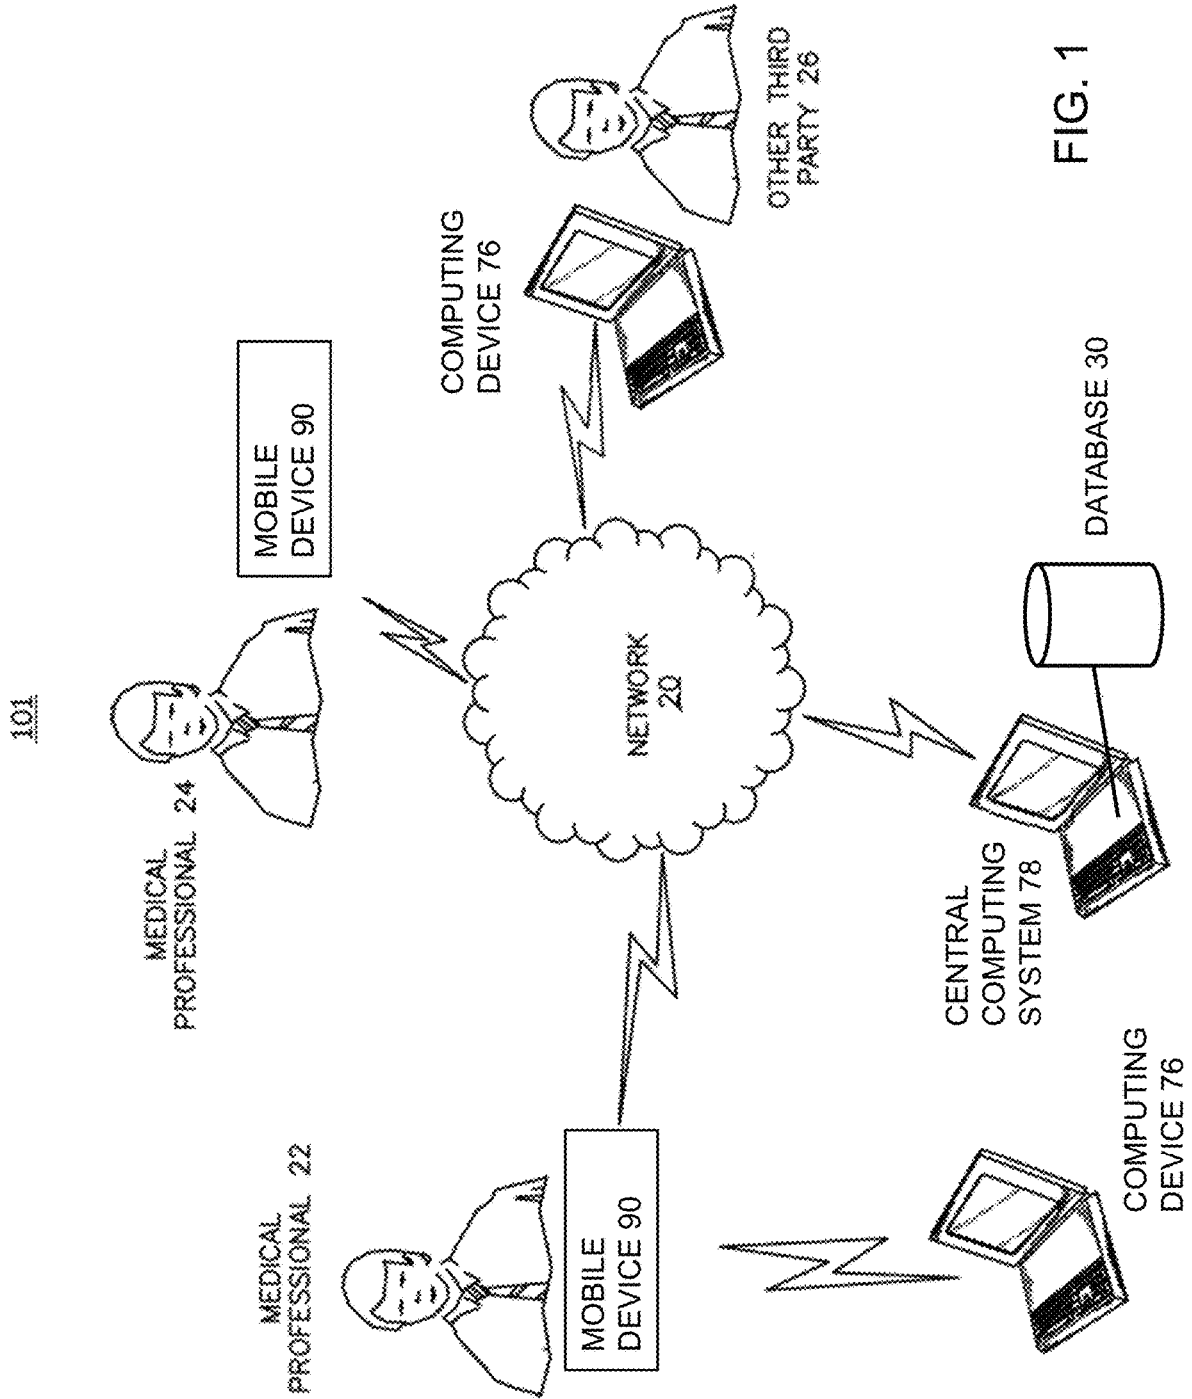 101
MEDICAL
PROFESSIONAL 24
MEDICAL
PROFESSIONAL 22
MOBILE
DEVICE 90
MOBILE
DEVICE 90
COMPUTING
DEVICE 76
OTHER THIRD
PARTY 26
NETWORK
20
CENTRAL
COMPUTING
SYSTEM 78
DATABASE 30
COMPUTING
DEVICE 76
FIG. 1